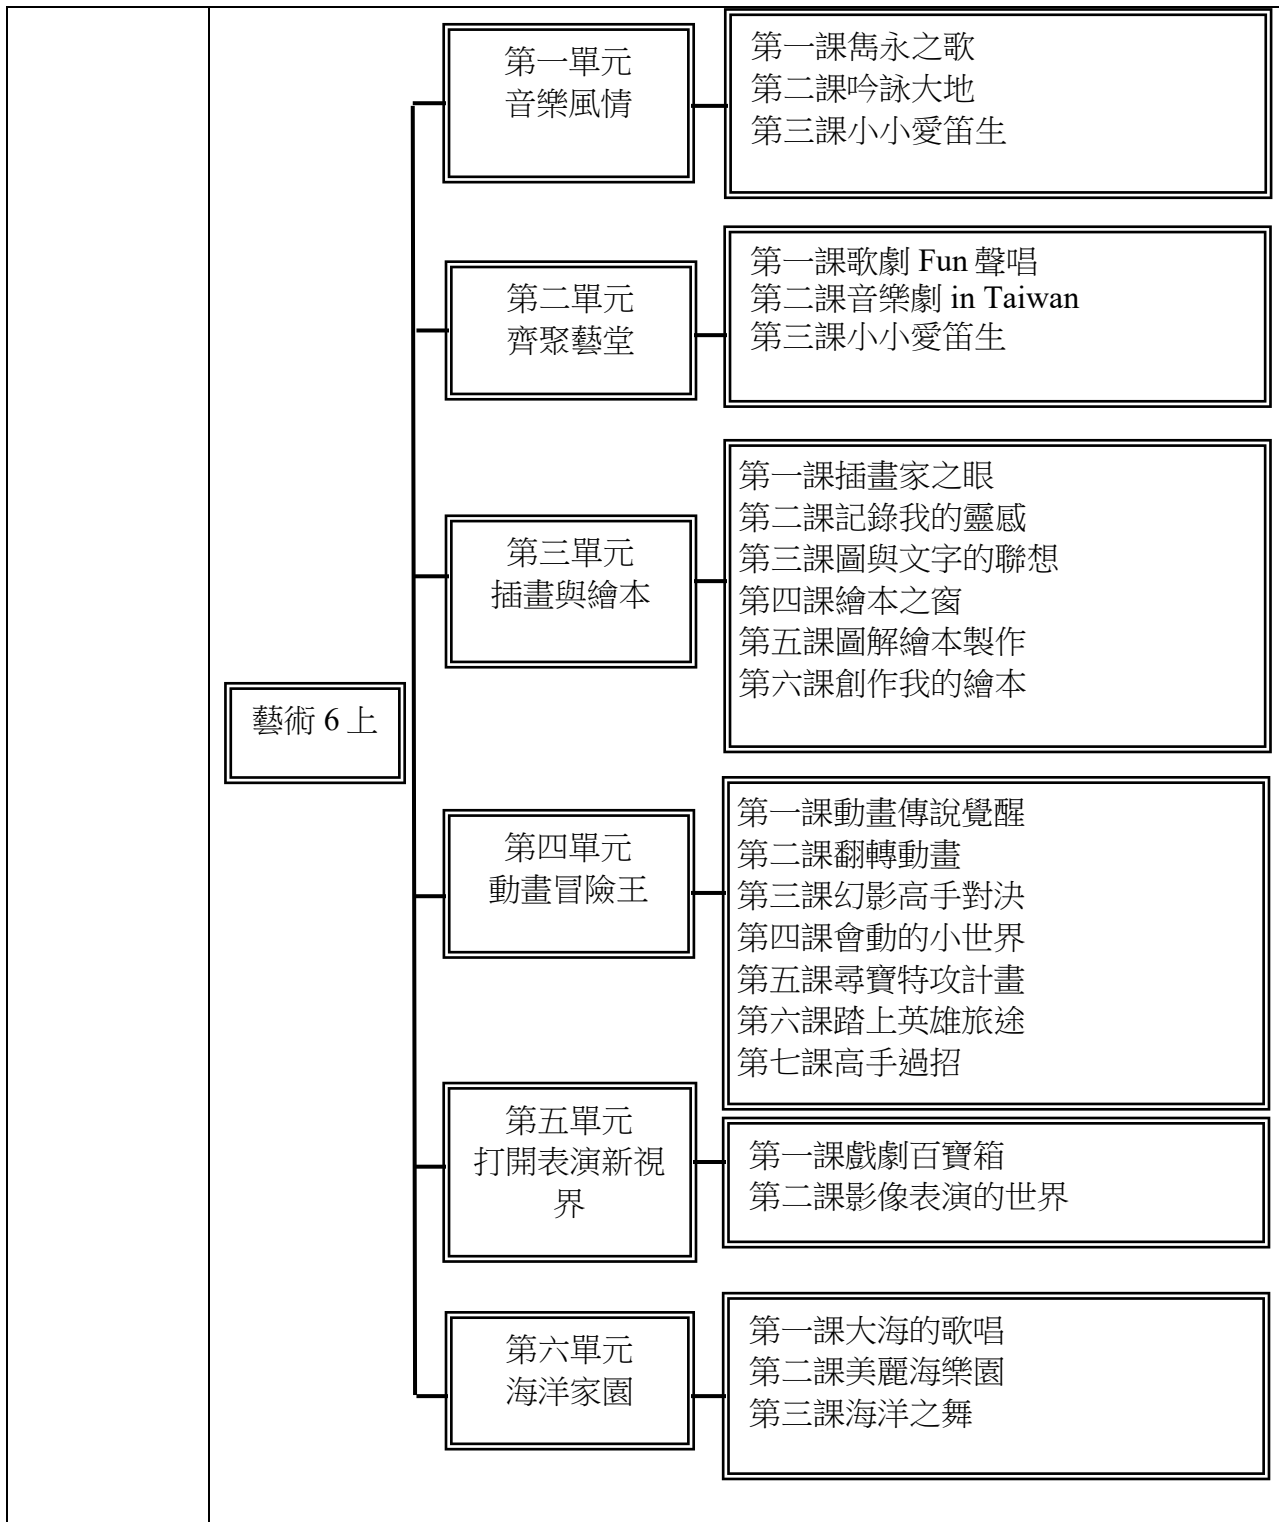 藝術 6 上
第一單元
音樂風情
第一課雋永之歌
第二課吟詠大地
第三課小小愛笛生
第二單元
齊聚藝堂
第一課歌劇 Fun 聲唱
第二課音樂劇 in Taiwan
第三課小小愛笛生
第三單元
插畫與繪本
第一課插畫家之眼
第二課記錄我的靈感
第三課圖與文字的聯想
第四課繪本之窗
第五課圖解繪本製作
第六課創作我的繪本
第四單元
動畫冒險王
第一課動畫傳說覺醒
第二課翻轉動畫
第三課幻影高手對決
第四課會動的小世界
第五課尋寶特攻計畫
第六課踏上英雄旅途
第七課高手過招
第五單元
打開表演新視
界
第一課戲劇百寶箱
第二課影像表演的世界
第六單元
海洋家園
第一課大海的歌唱
第二課美麗海樂園
第三課海洋之舞